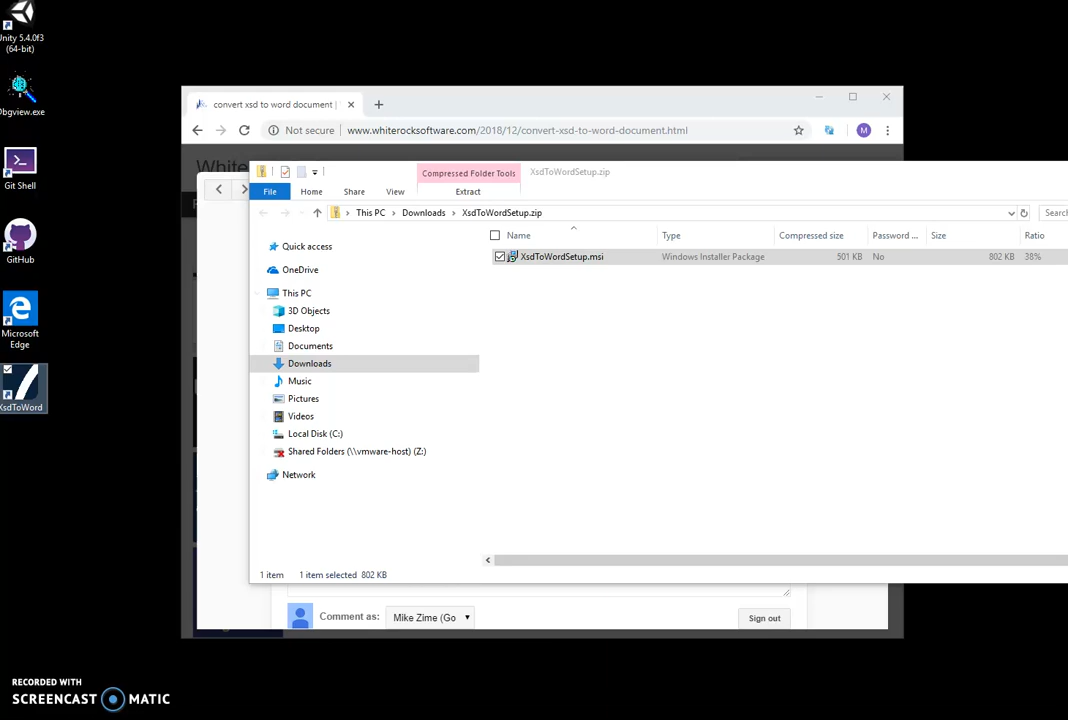 Unity 5.4.0f3
(64-bit)
Dbgview.exe
Git Shell
GitHub
Microsoft
Edge
XsdToWord
convert xsd to word document |
Not secure
www.whiterocksoftware.com/2018/12/convert-xsd-to-word-document.html
M
White
Compressed Folder Tools
XsdToWordSetup.zip
File
Home
Share
View
Extract
This PC > Downloads > XsdToWordSetup.zip
Searc
Name
Type
Compressed size
Password ...
Size
Ratio
XsdToWordSetup.msi
Windows Installer Package
501 KB
No
802 KB
38%
Quick access
OneDrive
This PC
3D Objects
Desktop
Documents
Downloads
Music
Pictures
Videos
Local Disk (C:)
Shared Folders (\\vmware-host) (Z:)
Network
1 item
1 item selected 802 KB
Comment as:
Mike Zime (Go
Sign out
RECORDED WITH
SCREENCAST MATIC